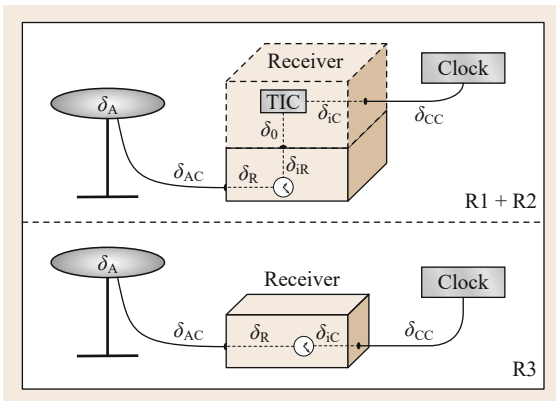 Receiver
Clock
δA
TIC
δiC
δCC
δ0
δAC
δR
δiR
R1 + R2
δA
Receiver
Clock
δAC
δR
δiC
δCC
R3